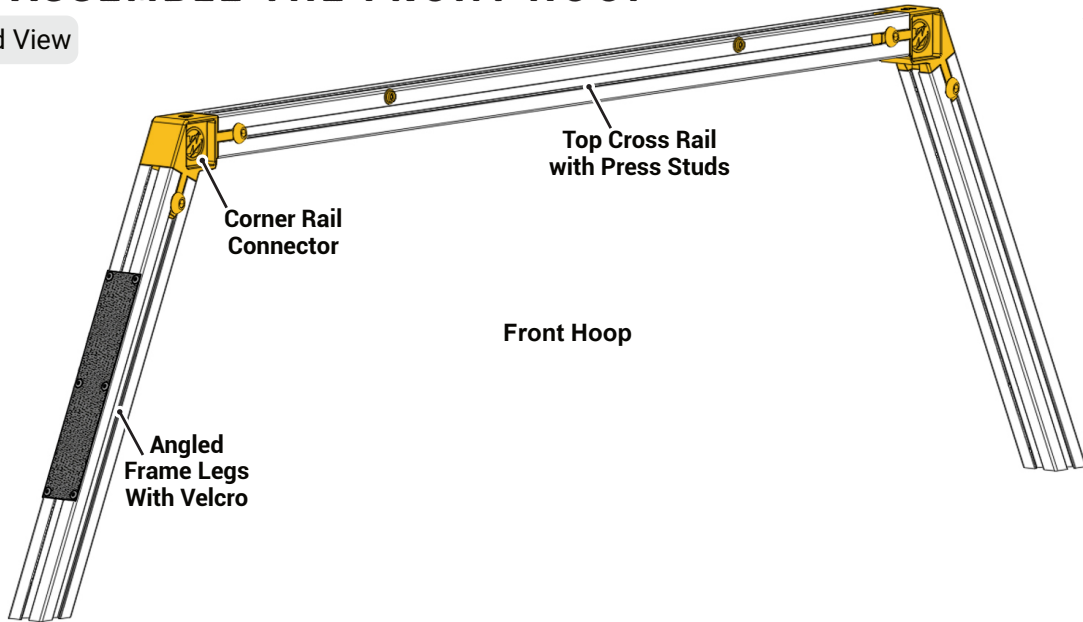 d View
Top Cross Rail
with Press Studs
Corner Rail
Connector
Front Hoop
Angled
Frame Legs
With Velcro